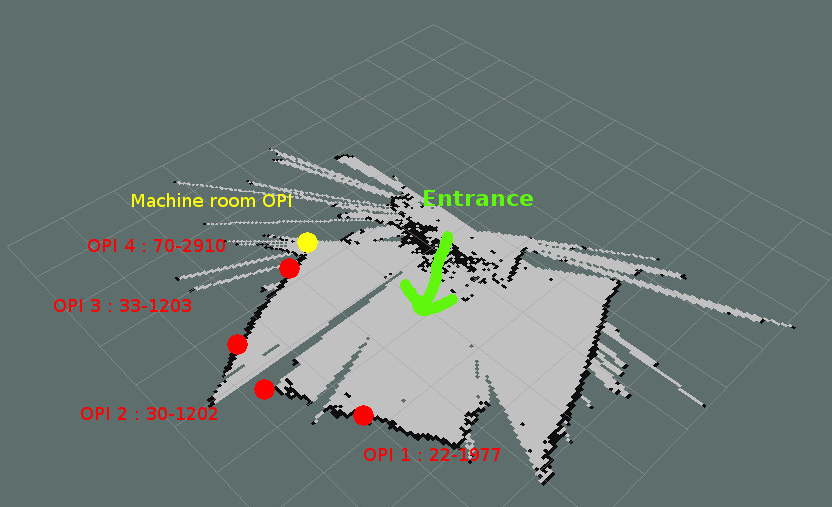 Entrance
Machine room OPI
OPI 4 : 70-2910
OPI 3 : 33-1203
OPI 2 : 30-1202
OPI 1 : 22-1977